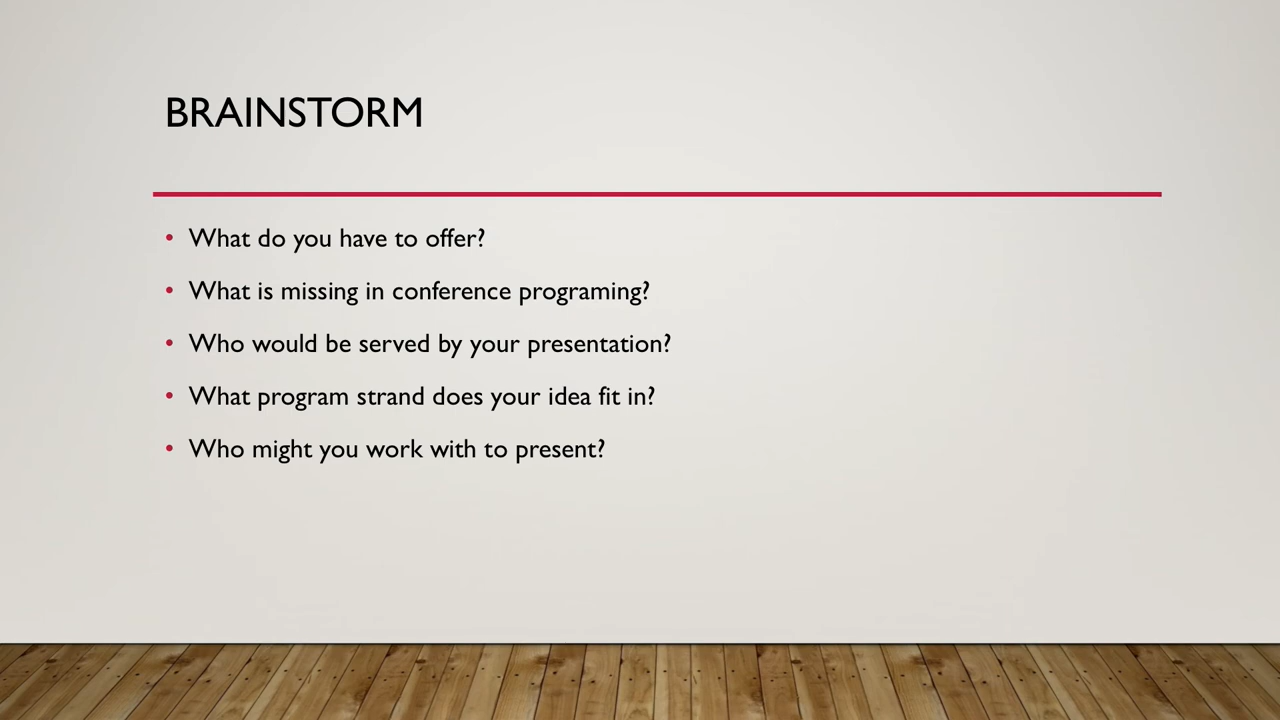 BRAINSTORM
• What do you have to offer?
• What is missing in conference programing?
• Who would be served by your presentation?
• What program strand does your idea fit in?
• Who might you work with to present?